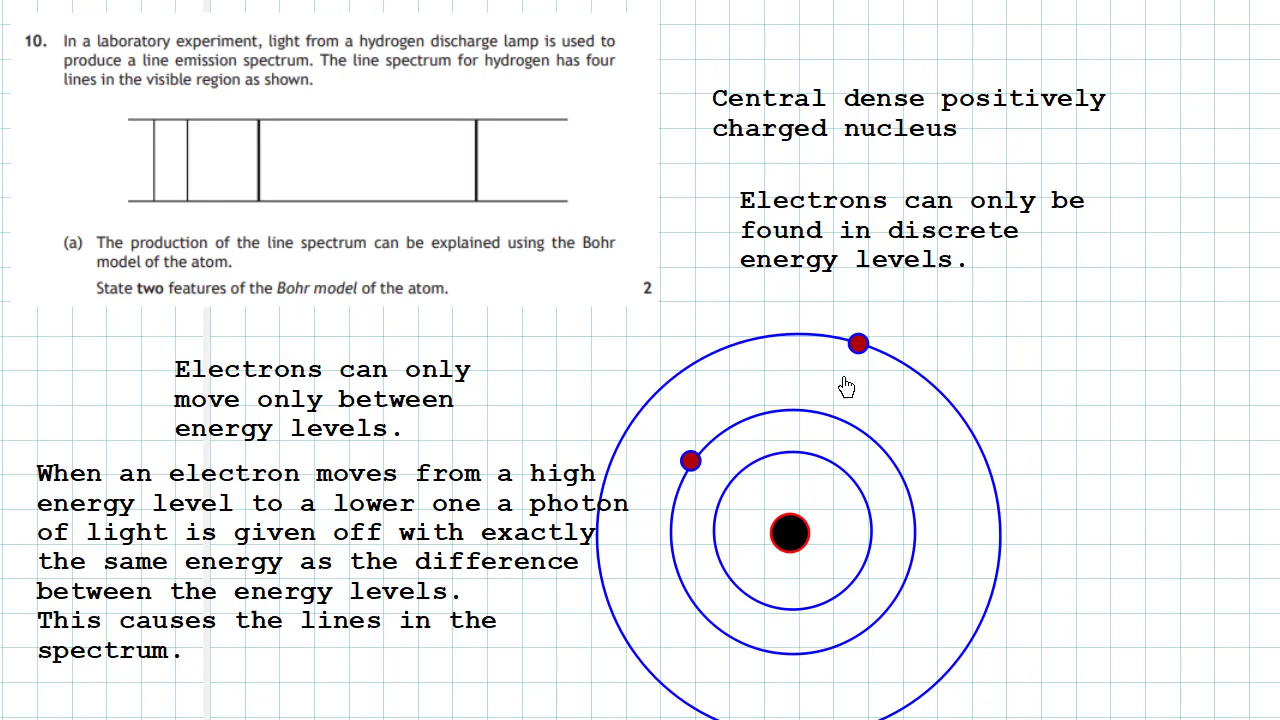 10. In a laboratory experiment, light from a hydrogen discharge lamp is used to
produce a line emission spectrum. The line spectrum for hydrogen has four
lines in the visible region as shown.
(a) The production of the line spectrum can be explained using the Bohr
model of the atom.
State two features of the Bohr model of the atom. 2
Central dense positively
charged nucleus
Electrons can only be
found in discrete
energy levels.
Electrons can only
move only between
energy levels.
When an electron moves from a high
energy level to a lower one a photon
of light is given off with exactly
the same energy as the difference
between the energy levels.
This causes the lines in the
spectrum.